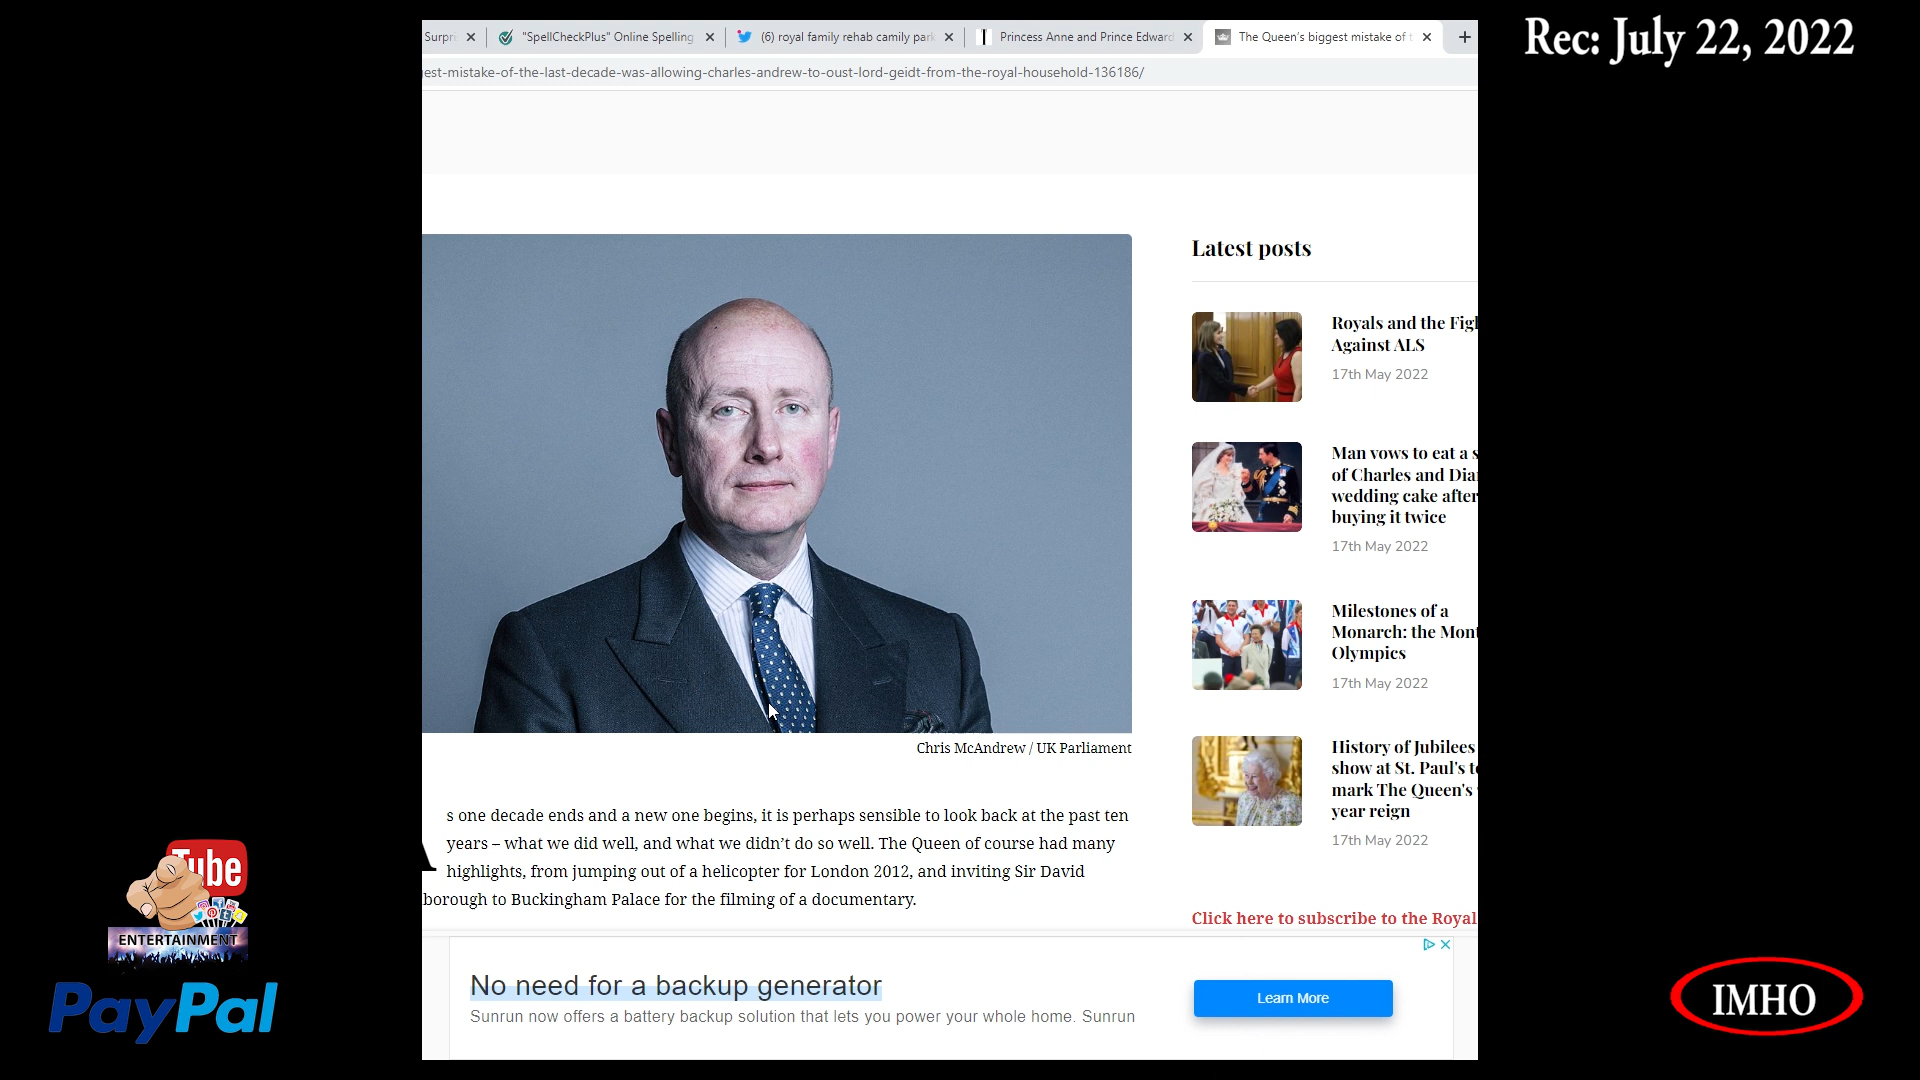 Rec: July 22, 2022
Surpri
"SpellCheckPlus" Online Spelling
(6) royal family rehab camily park
Princess Anne and Prince Edward
The Queen's biggest mistake of t
est-mistake-of-the-last-decade-was-allowing-charles-andrew-to-oust-lord-geidt-from-the-royal-household-136186/
Latest posts
Royals and the Figh
Against ALS
17th May 2022
Man vows to eat a s
of Charles and Dia
wedding cake after
buying it twice
17th May 2022
Milestones of a
Monarch: the Mont
Olympics
17th May 2022
History of Jubilees
show at St. Paul's to
mark The Queen's
year reign
17th May 2022
Click here to subscribe to the Royal
Chris McAndrew / UK Parliament
s one decade ends and a new one begins, it is perhaps sensible to look back at the past ten
years – what we did well, and what we didn't do so well. The Queen of course had many
highlights, from jumping out of a helicopter for London 2012, and inviting Sir David
borough to Buckingham Palace for the filming of a documentary.
No need for a backup generator
Sunrun now offers a battery backup solution that lets you power your whole home. Sunrun
Learn More
Tube
ENTERTAINMENT
PayPal
IMHO